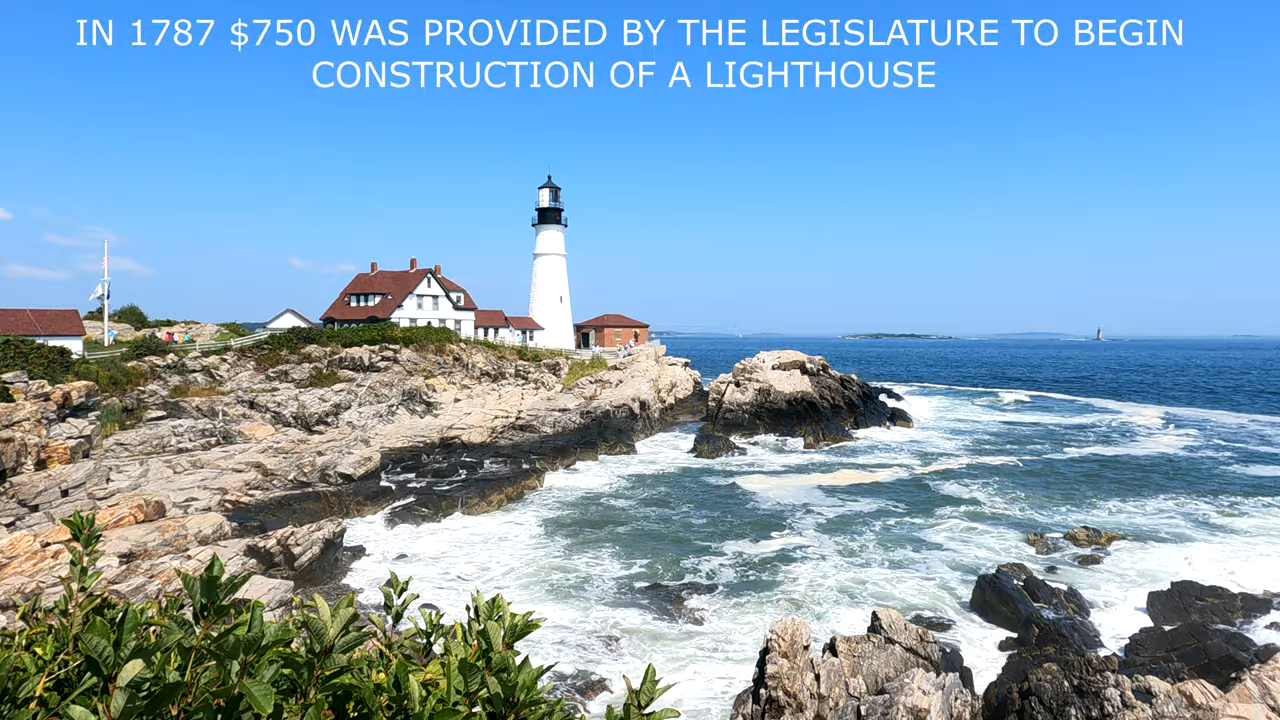 IN 1787 $750 WAS PROVIDED BY THE LEGISLATURE TO BEGIN
CONSTRUCTION OF A LIGHTHOUSE